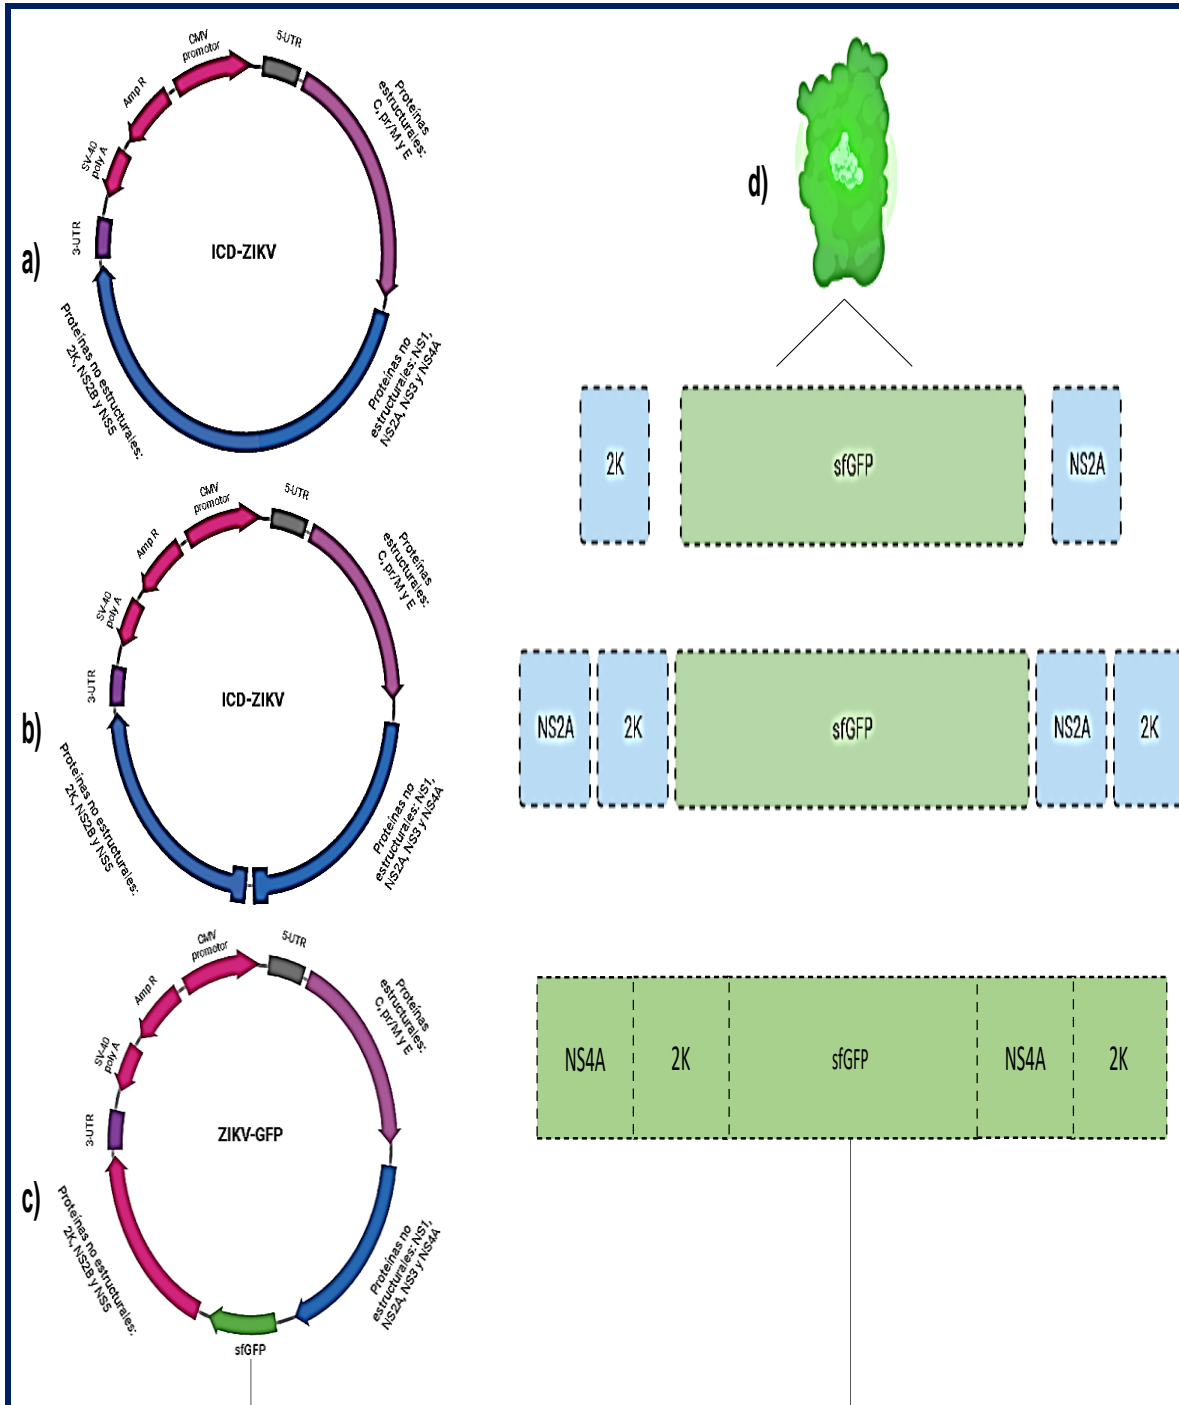 a)
CMV
promotor
5-UTR
Proteínas
estructurales:
C, pr/M y E
Amp R
SV-40
poly A
3-UTR
ICD-ZIKV
Proteínas no estructurales:
2K, NS2B y NS5
Proteínas no
estructurales: NS1,
NS2A, NS3 y NS4A
b)
CMV
promotor
5-UTR
Proteínas
estructurales:
C, pr/M y E
Amp R
SV-40
poly A
3-UTR
ICD-ZIKV
Proteínas no estructurales:
2K, NS2B y NS5
Proteínas no
estructurales: NS1,
NS2A, NS3 y NS4A
c)
CMV
promotor
5-UTR
Proteínas
estructurales:
C, pr/M y E
Amp R
SV-40
poly A
3-UTR
ZIKV-GFP
Proteínas no estructurales:
2K, NS2B y NS5
Proteínas no
estructurales: NS1,
NS2A, NS3 y NS4A
sfGFP
d)
2K sfGFP NS2A
NS2A 2K sfGFP NS2A 2K
NS4A 2K sfGFP NS4A 2K